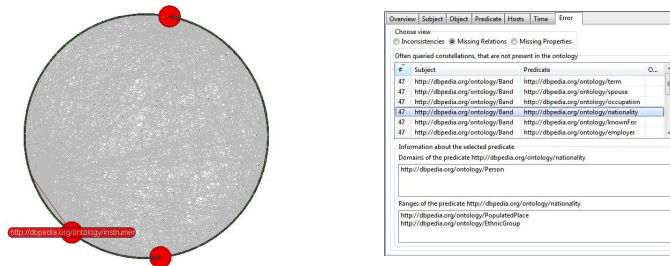 http://dbpedia.org/ontology/instrumen
Overview Subject Object Predicate Hosts Time Error
Choose view
Inconsistencies Missing Relations Missing Properties
Often queried constellations, that are not present in the ontology
# Subject Predicate O...
47 http://dbpedia.org/ontology/Band http://dbpedia.org/ontology/term
47 http://dbpedia.org/ontology/Band http://dbpedia.org/ontology/spouse
47 http://dbpedia.org/ontology/Band http://dbpedia.org/ontology/occupation
47 http://dbpedia.org/ontology/Band http://dbpedia.org/ontology/nationality
47 http://dbpedia.org/ontology/Band http://dbpedia.org/ontology/knownFor
47 http://dbpedia.org/ontology/Band http://dbpedia.org/ontology/employer
Information about the selected predicate
Domains of the predicate http://dbpedia.org/ontology/nationality
http://dbpedia.org/ontology/Person
Ranges of the predicate http://dbpedia.org/ontology/nationality
http://dbpedia.org/ontology/PopulatedPlace
http://dbpedia.org/ontology/EthnicGroup